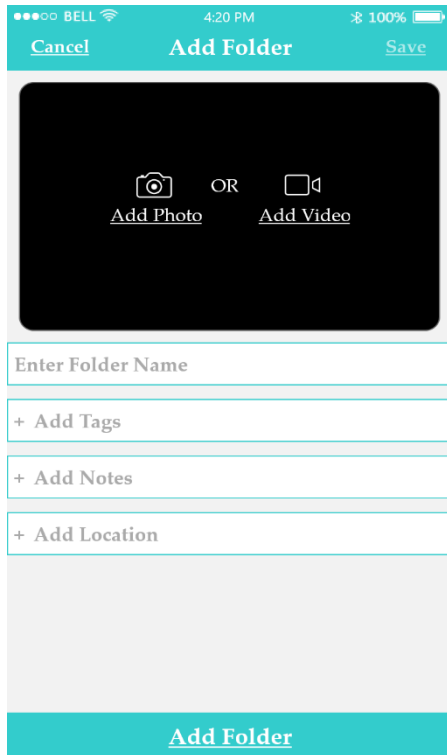 BELL 4:20 PM 100%
Cancel Add Folder Save
OR
Add Photo Add Video
Enter Folder Name
+ Add Tags
+ Add Notes
+ Add Location
Add Folder